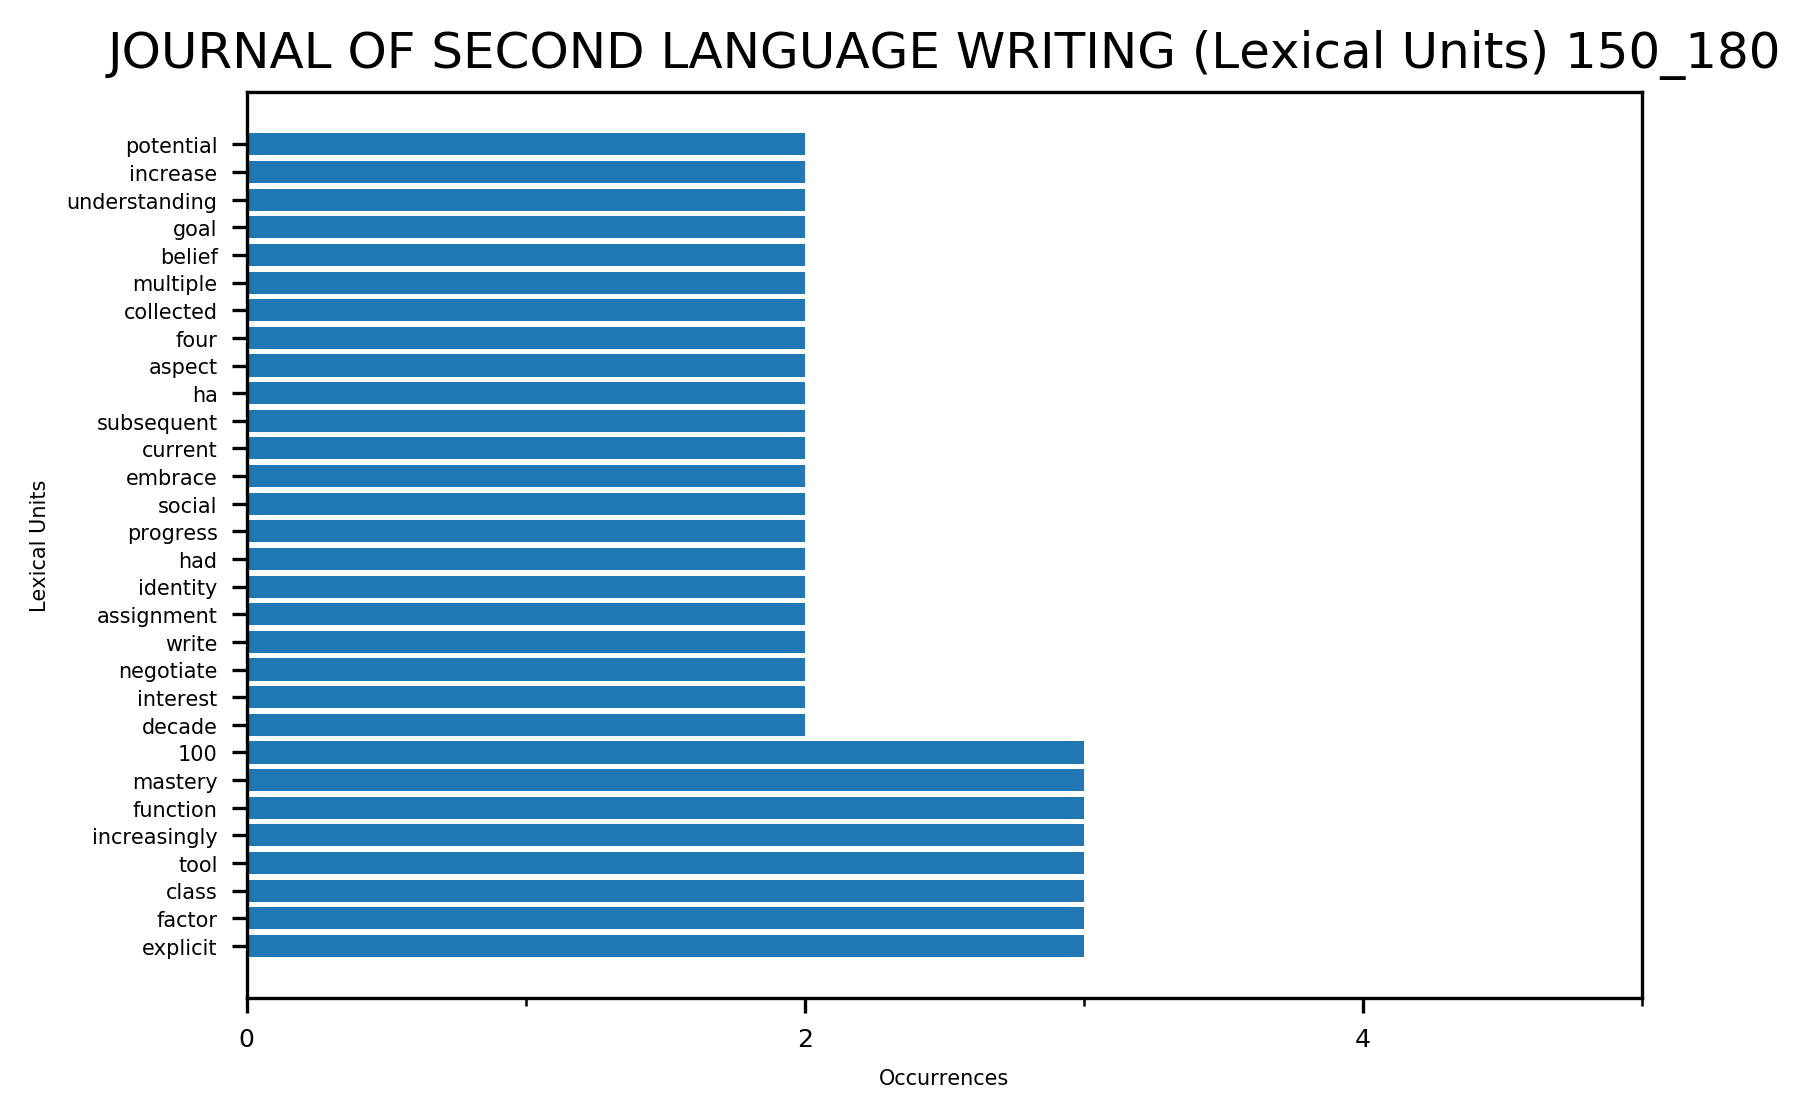 JOURNAL OF SECOND LANGUAGE WRITING (Lexical Units) 150_180
Lexical Units
potential
increase
understanding
goal
belief
multiple
collected
four
aspect
ha
subsequent
current
embrace
social
progress
had
identity
assignment
write
negotiate
interest
decade
100
mastery
function
increasingly
tool
class
factor
explicit
0 2 4
Occurrences